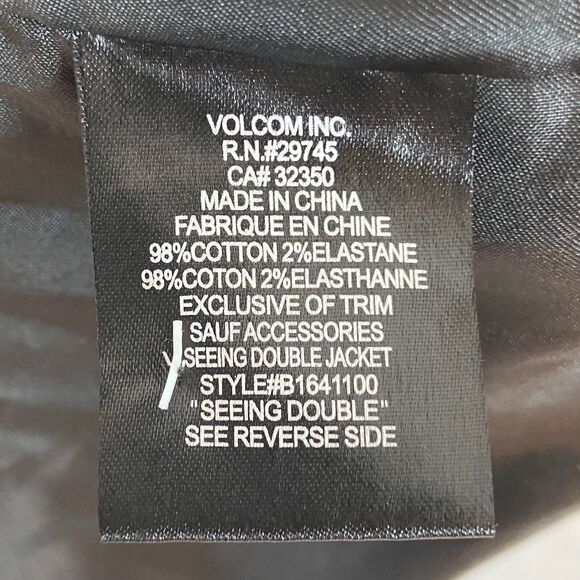 VOLCOM INC.
R.N.#29745
CA# 32350
MADE IN CHINA
FABRIQUE EN CHINE
98%COTTON 2%ELASTANE
98%COTON 2%ELASTHANNE
EXCLUSIVE OF TRIM
SAUF ACCESSORIES
V.SEEING DOUBLE JACKET
STYLE#B1641100
"SEEING DOUBLE"
SEE REVERSE SIDE